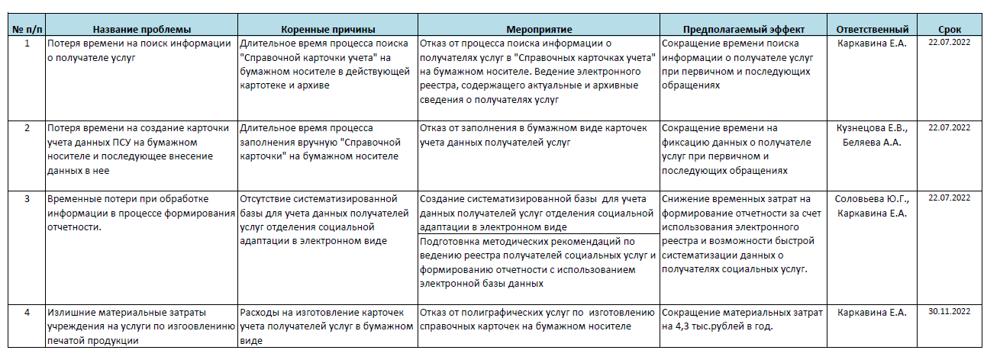 № п/п Название проблемы Коренные причины Мероприятие Предполагаемый эффект Ответственный Срок
1 Потеря времени на поиск информации Длительное время процесса поиска Отказ от процесса поиска информации о Сокращение времени поиска Каркавина Е.А. 22.07.2022
о получателе услуг "Справочной карточки учета" на получателях услуг в "Справочных карточках учета" информации о получателе услуг
бумажном носителе в действующей на бумажном носителе. Ведение электронного при первичном и последующих
картотеке и архиве реестра, содержащего актуальные и архивные обращениях
сведения о получателях услуг
2 Потеря времени на создание карточки Длительное время процесса Отказ от заполнения в бумажном виде карточек Сокращение времени на Кузнецова Е.В., 22.07.2022
учета данных ПСУ на бумажном заполнения вручную "Справочной учета данных получателей услуг фиксацию данных о получателе Беляева А.А.
носителе и последующее внесение карточки" на бумажном носителе услуг при первичном и
данных в нее последующих обращениях
3 Временные потери при обработке Отсутствие систематизированной Создание систематизированной базы для учета Снижение временных затрат на Соловьева Ю.Г., 22.07.2022
информации в процессе формирования базы для учета данных получателей данных получателей услуг отделения социальной формирование отчетности за счет Каркавина Е.А.
отчетности. услуг отделения социальной адаптации в электронном виде использования электронного
адаптации в электронном виде Подготовнка методических рекомендаций по реестра и возможности быстрой
ведению реестра получателей социальных услуг и систематизации данных о
формированию отчетности с использованием получателях социальных услуг.
электронной базы данных
4 Излишние материальные затраты Расходы на изготовление карточек Отказ от полиграфических услуг по изготовлению Сокращение материальных затрат Каркавина Е.А. 30.11.2022
учреждения на услуги по изгоовлению учета получателей услуг в бумажном справочных карточек на бумажном носителе на 4,3 тыс.рублей в год.
печатой продукции виде